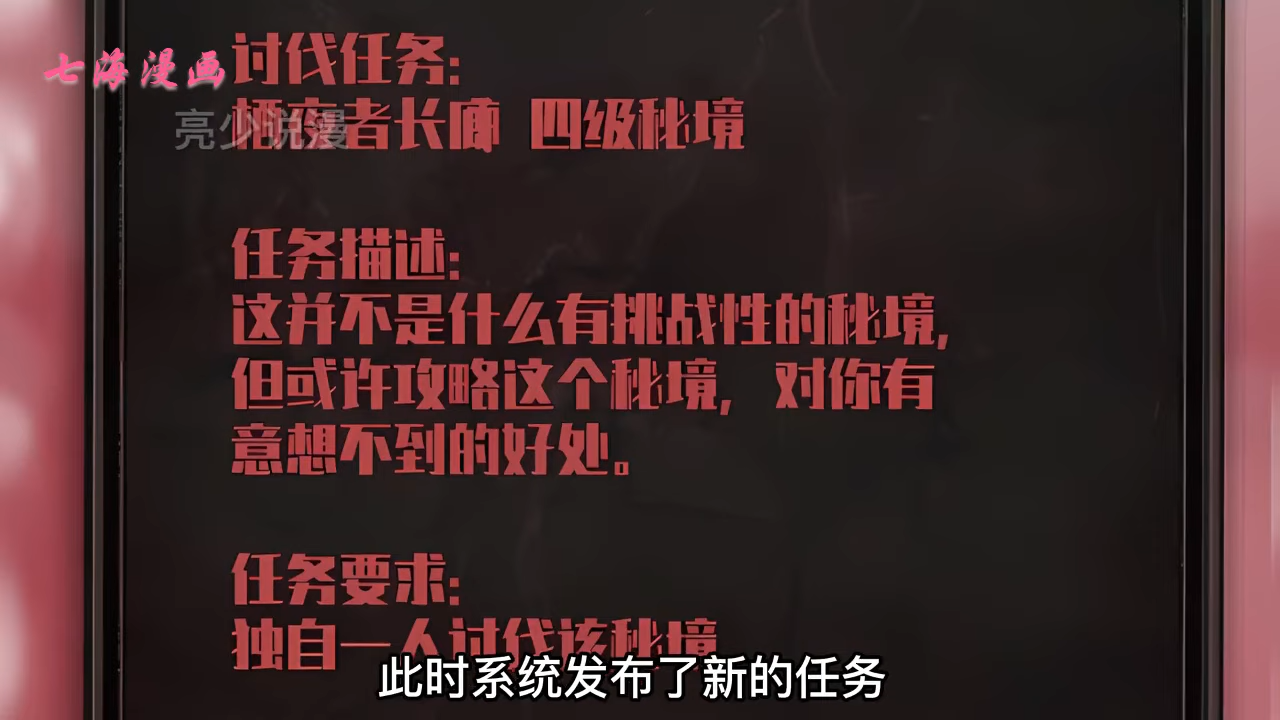 七海漫画
讨伐任务:
亮少说漫
栖夜者长廊 四级秘境
任务描述:
这并不是什么有挑战性的秘境,
但或许攻略这个秘境, 对你有
意想不到的好处。
任务要求:
独自一人讨伐该秘境
此时系统发布了新的任务